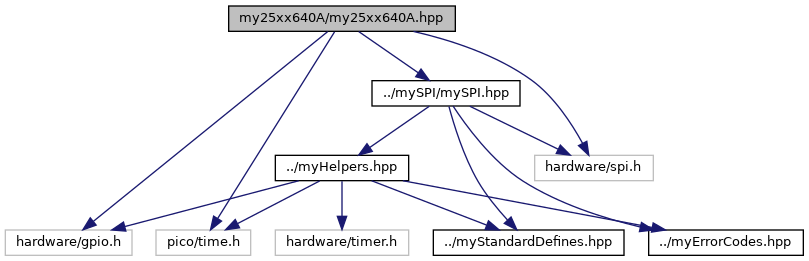 my25xx640A/my25xx640A.hpp
../mySPI/mySPI.hpp
../myHelpers.hpp
hardware/spi.h
hardware/gpio.h
pico/time.h
hardware/timer.h
../myStandardDefines.hpp
../myErrorCodes.hpp